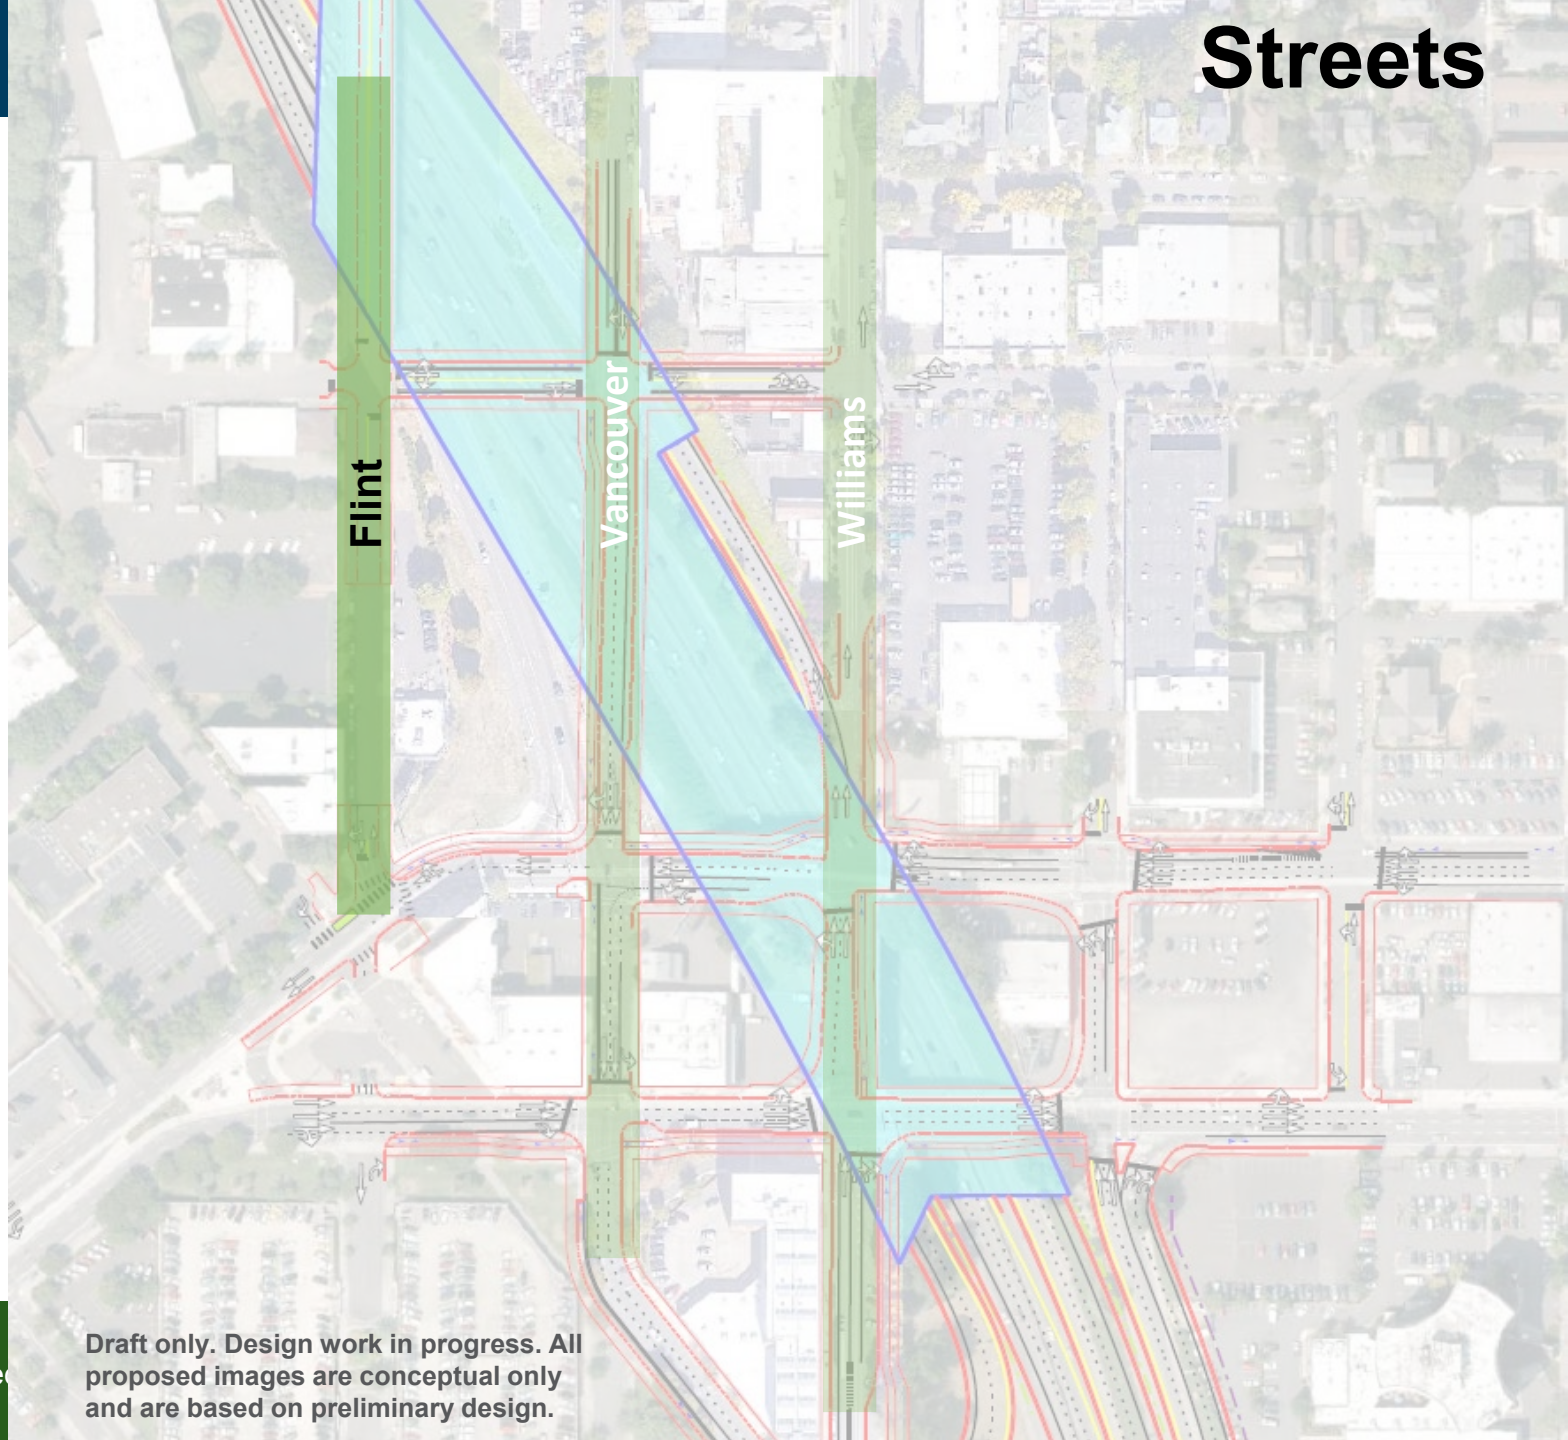 Streets
Flint
Vancouver
Williams
Draft only. Design work in progress. All
proposed images are conceptual only
and are based on preliminary design.